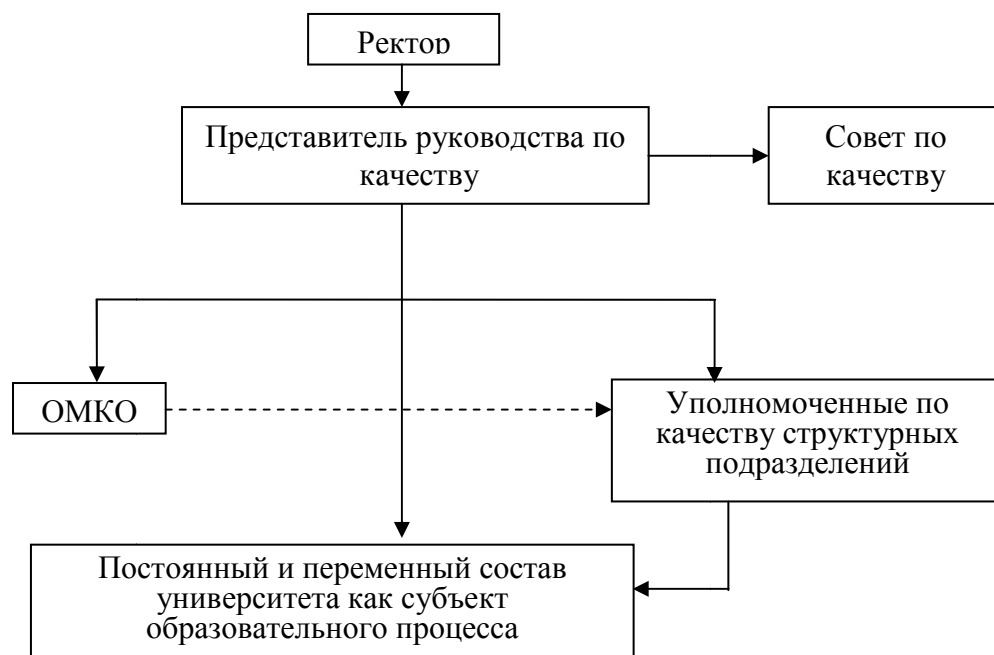 Ректор
Представитель руководства по
качеству
Совет по
качеству
ОМКО
Уполномоченные по
качеству структурных
подразделений
Постоянный и переменный состав
университета как субъект
образовательного процесса